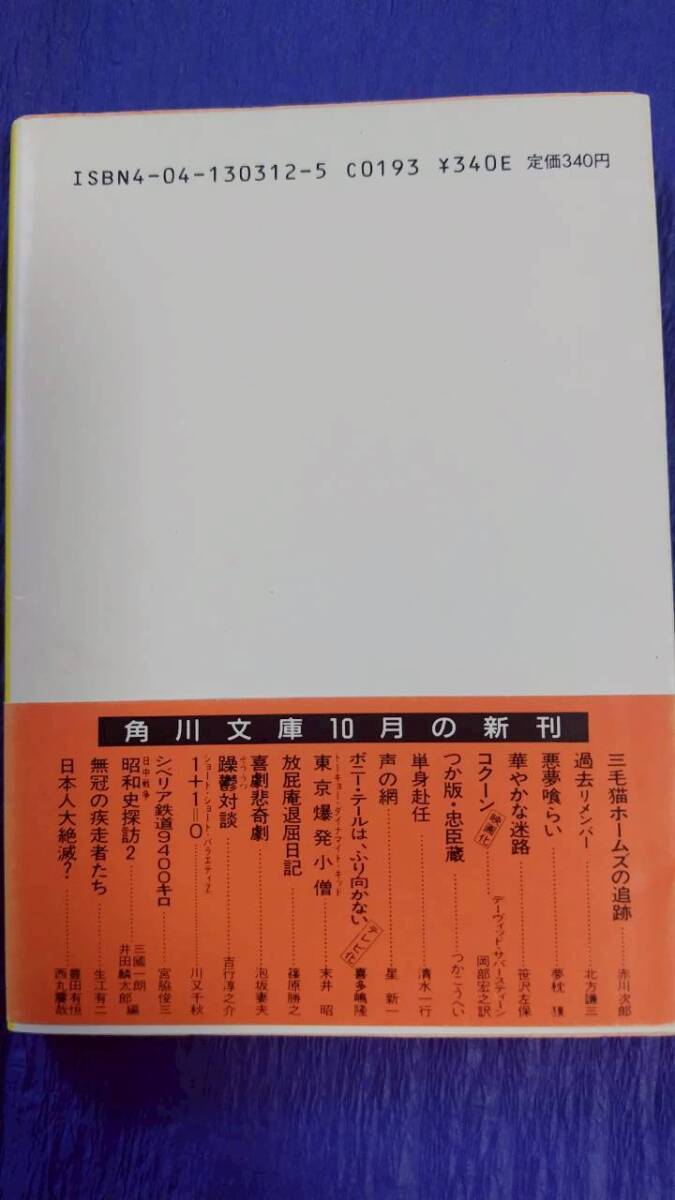 ISBN4-04-130312-5 C0193 ¥340E 定価340円
角川文庫10月の新刊
三毛猫ホームズの追跡……………赤川次郎
過去リメンバー……………北方謙三
悪夢喰らい……………夢枕 獏
華やかな迷路……………笹沢左保
コクーン 映画化……………デーヴィッド・サパースティーン 岡部宏之訳
つか版・忠臣蔵……………つかこうへい
単身赴任……………清水一行
声の網……………星 新一
ボニー・テールは、ふり向かない テレビ化……喜多嶋隆
東京爆発小僧 トーキョー・ダイナマイト・キッド……………末井 昭
放屁庵退屈日記……………篠原勝之
喜劇悲奇劇……………泡坂妻夫
躁鬱対談 そううつ……………吉行淳之介
1+1=0 ショート・ショート・バラエティ2……………川又千秋
シベリア鉄道9400キロ……………宮脇俊三
昭和史探訪2 日中戦争……………三國一朗 井田麟太郎 編
無冠の疾走者たち……………生江有二
日本人大絶滅?……………豊田有恒 西丸震哉